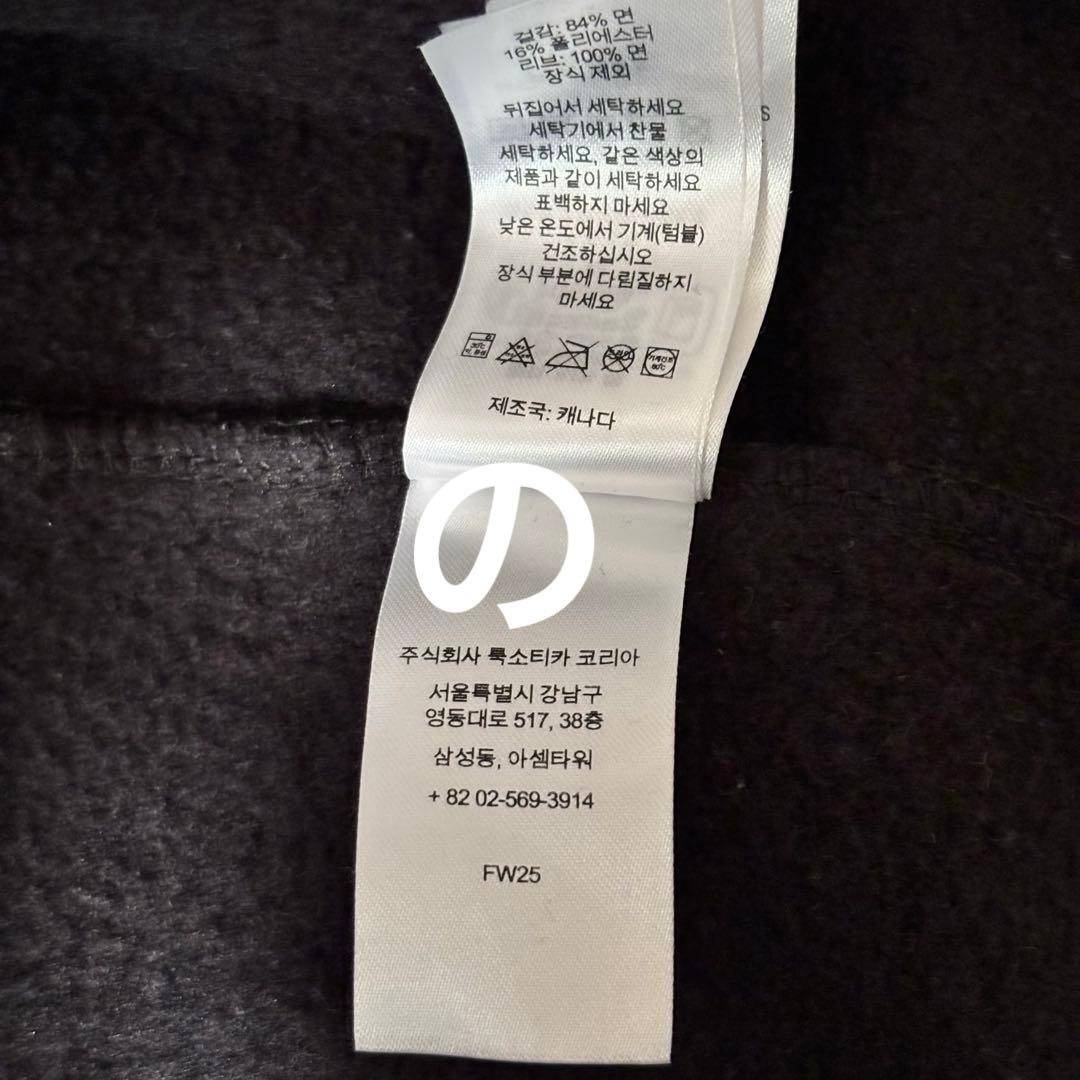 겉감: 84% 면
16% 폴리에스터
리브: 100% 면
장식 제외
뒤집어서 세탁하세요
세탁기에서 찬물
세탁하세요, 같은 색상의
제품과 같이 세탁하세요
표백하지 마세요
낮은 온도에서 기계(텀블)
건조하십시오
장식 부분에 다림질하지
마세요
제조국: 캐나다
の
주식회사 룩소티카 코리아
서울특별시 강남구
영동대로 517, 38층
삼성동, 아셈타워
+ 82 02-569-3914
FW25
S